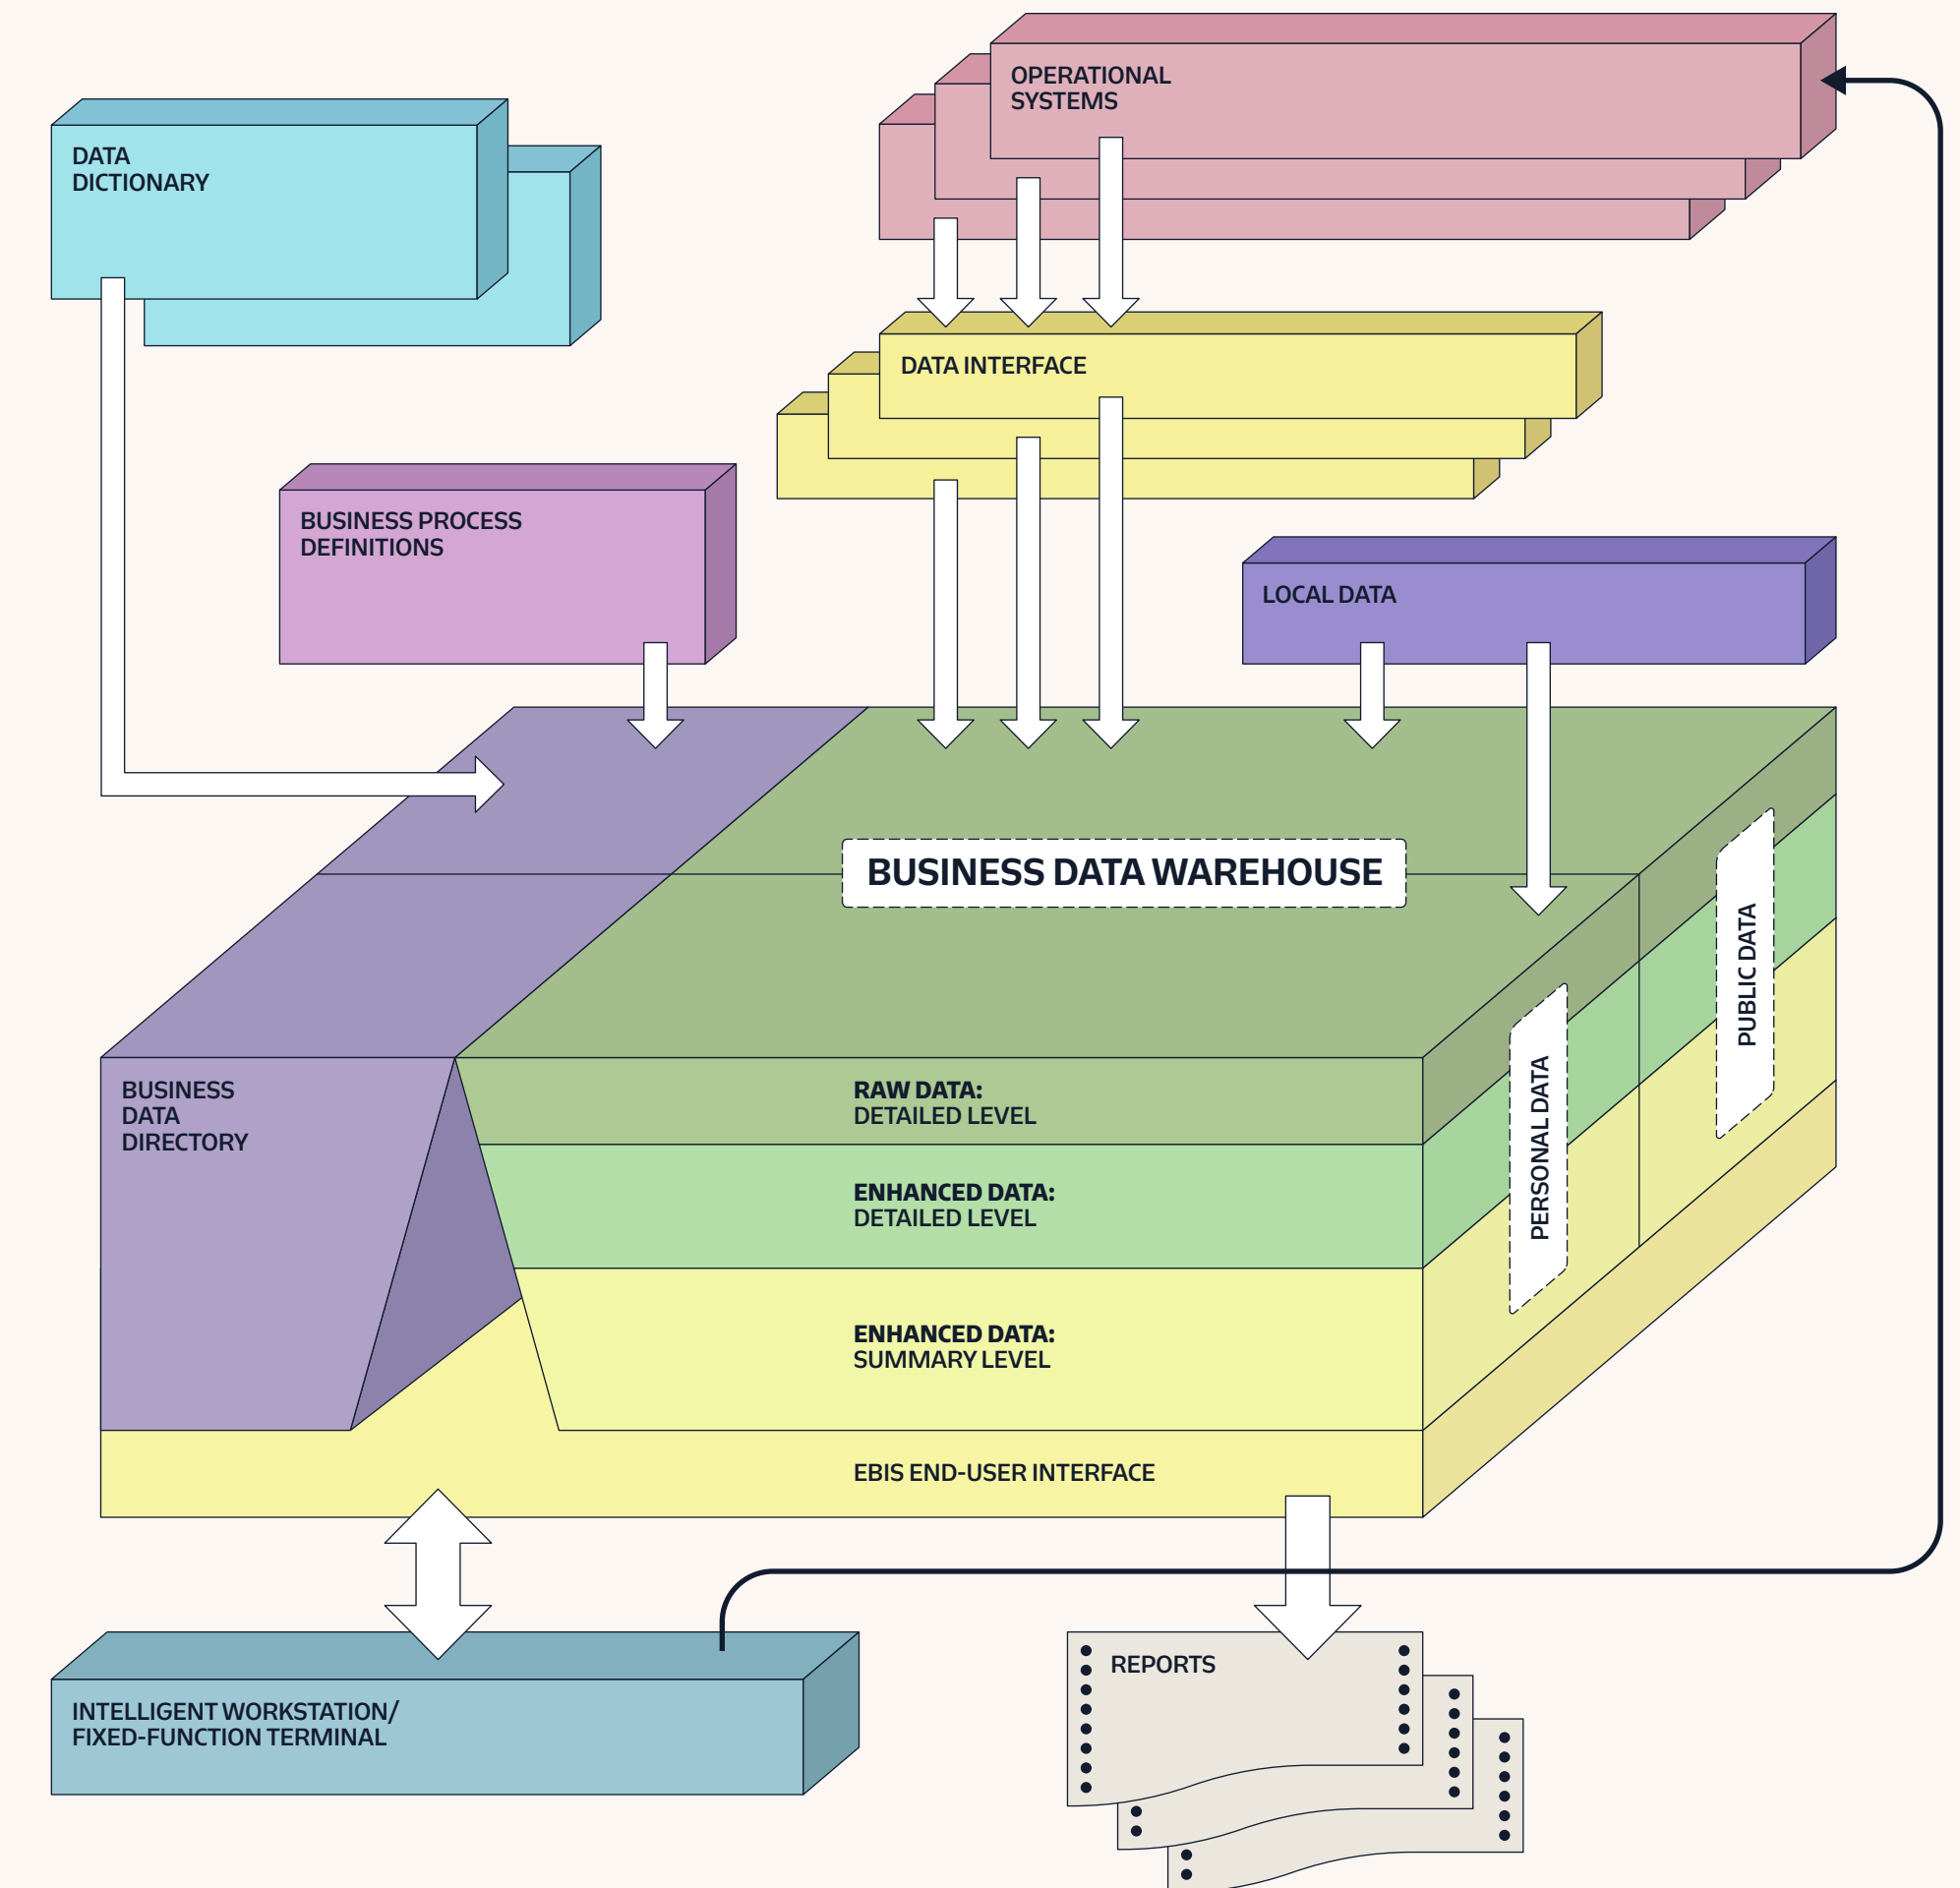 OPERATIONAL
SYSTEMS
DATA
DICTIONARY
DATA INTERFACE
BUSINESS PROCESS
DEFINITIONS
LOCAL DATA
BUSINESS DATA WAREHOUSE
PUBLIC DATA
PERSONAL DATA
BUSINESS
DATA
DIRECTORY
RAW DATA:
DETAILED LEVEL
ENHANCED DATA:
DETAILED LEVEL
ENHANCED DATA:
SUMMARY LEVEL
EBIS END-USER INTERFACE
REPORTS
INTELLIGENT WORKSTATION/
FIXED-FUNCTION TERMINAL